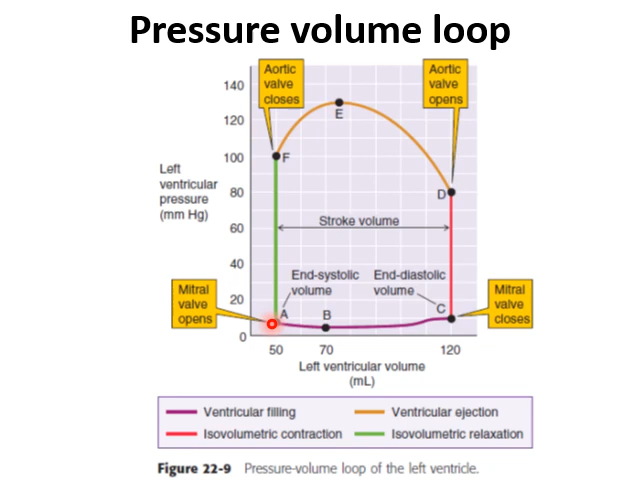 Pressure volume loop
Aortic
valve
closes
Aortic
valve
opens
140
120
100
80
60
40
20
0
Left
ventricular
pressure
(mm Hg)
E
F
D
Stroke volume
End-systolic
volume
End-diastolic
volume
Mitral
valve
opens
A
B
C
Mitral
valve
closes
50 70 120
Left ventricular volume
(mL)
Ventricular filling
Ventricular ejection
Isovolumetric contraction
Isovolumetric relaxation
Figure 22-9 Pressure-volume loop of the left ventricle.